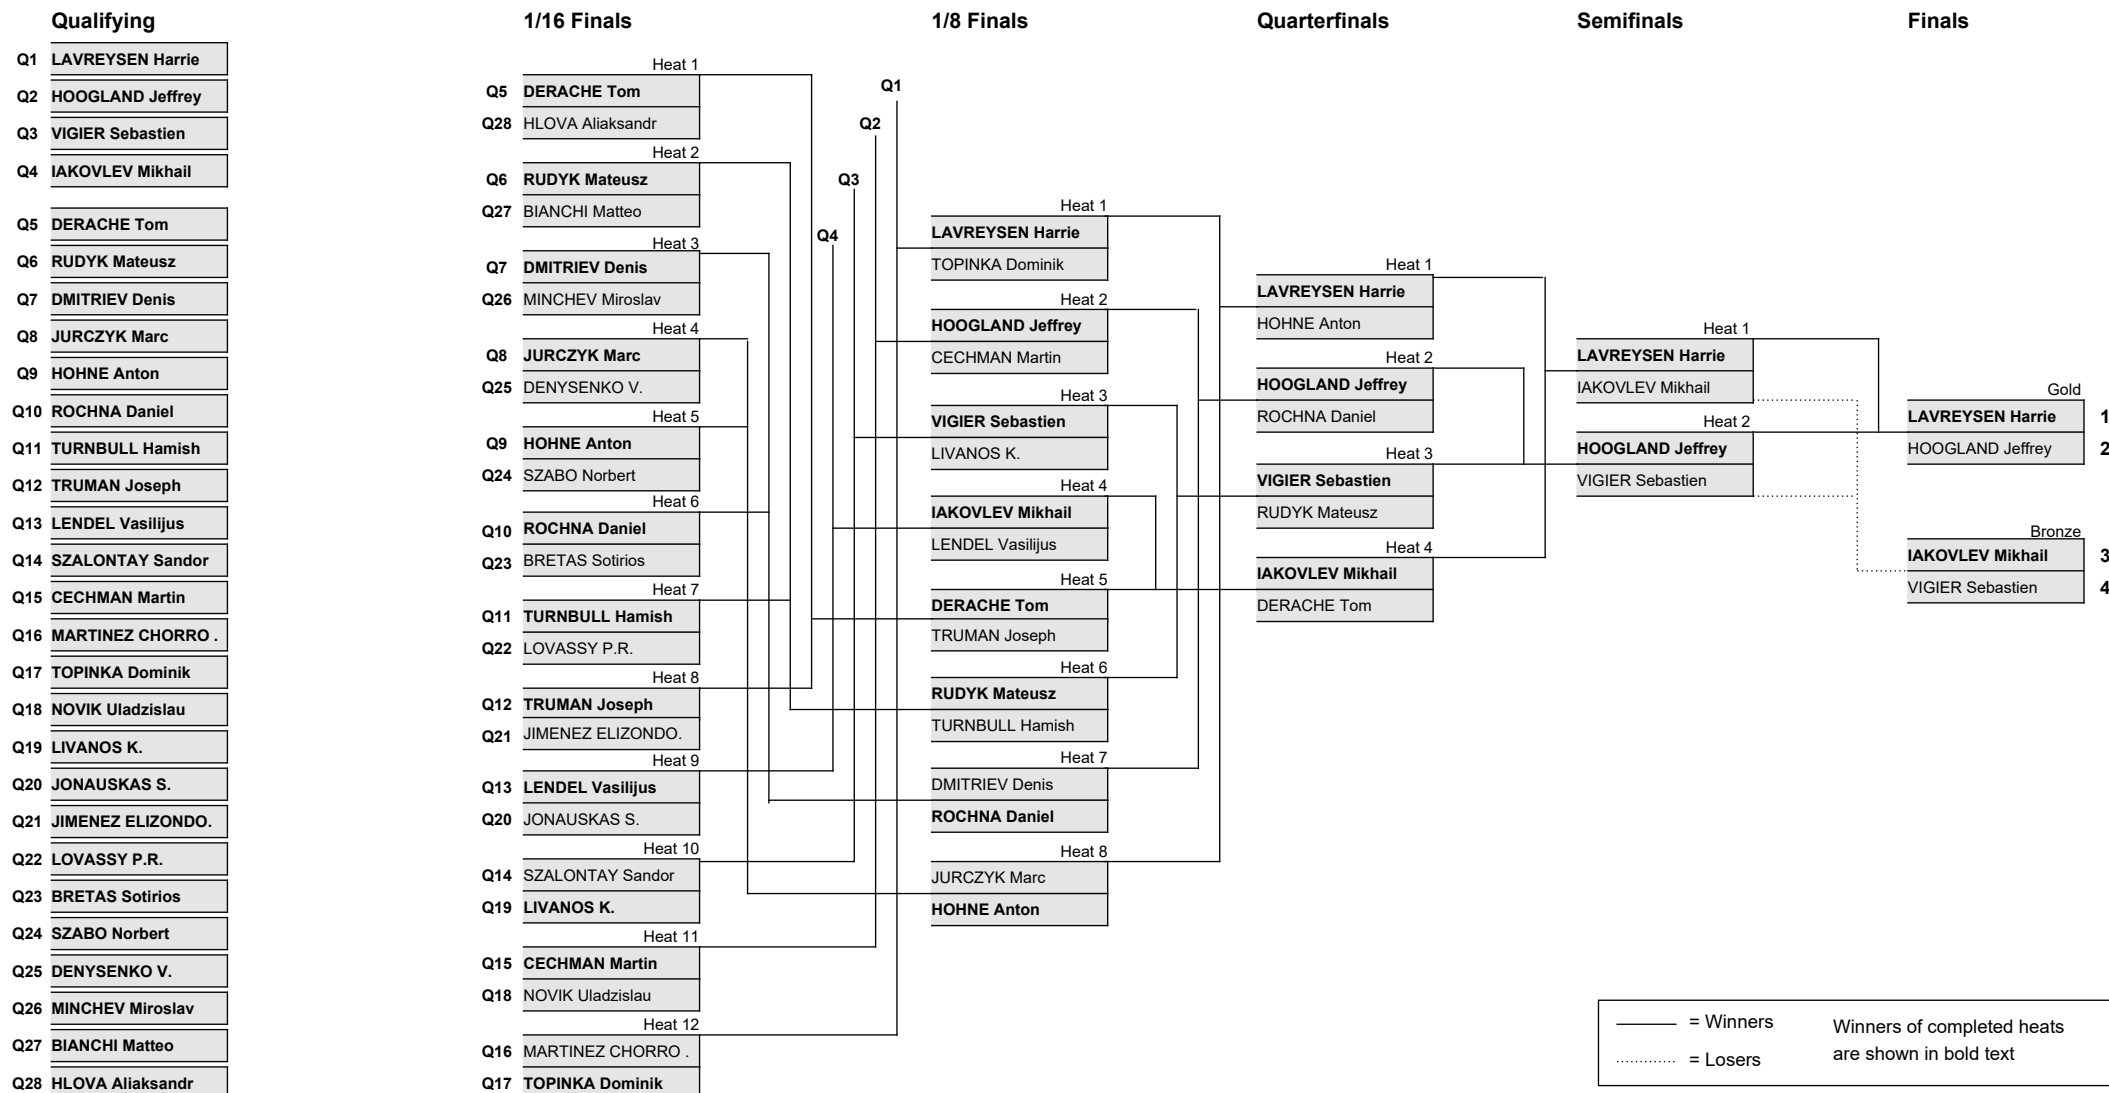 Qualifying
Q1 LAVREYSEN Harrie
Q2 HOOGLAND Jeffrey
Q3 VIGIER Sebastien
Q4 IAKOVLEV Mikhail
Q5 DERACHE Tom
Q6 RUDYK Mateusz
Q7 DMITRIEV Denis
Q8 JURCZYK Marc
Q9 HOHNE Anton
Q10 ROCHNA Daniel
Q11 TURNBULL Hamish
Q12 TRUMAN Joseph
Q13 LENDEL Vasilijus
Q14 SZALONTAY Sandor
Q15 CECHMAN Martin
Q16 MARTINEZ CHORRO .
Q17 TOPINKA Dominik
Q18 NOVIK Uladzislau
Q19 LIVANOS K.
Q20 JONAUSKAS S.
Q21 JIMENEZ ELIZONDO.
Q22 LOVASSY P.R.
Q23 BRETAS Sotirios
Q24 SZABO Norbert
Q25 DENYSENKO V.
Q26 MINCHEV Miroslav
Q27 BIANCHI Matteo
Q28 HLOVA Aliaksandr
1/16 Finals
Heat 1
Q5 DERACHE Tom
Q28 HLOVA Aliaksandr
Heat 2
Q6 RUDYK Mateusz
Q27 BIANCHI Matteo
Heat 3
Q7 DMITRIEV Denis
Q26 MINCHEV Miroslav
Heat 4
Q8 JURCZYK Marc
Q25 DENYSENKO V.
Heat 5
Q9 HOHNE Anton
Q24 SZABO Norbert
Heat 6
Q10 ROCHNA Daniel
Q23 BRETAS Sotirios
Heat 7
Q11 TURNBULL Hamish
Q22 LOVASSY P.R.
Heat 8
Q12 TRUMAN Joseph
Q21 JIMENEZ ELIZONDO.
Heat 9
Q13 LENDEL Vasilijus
Q20 JONAUSKAS S.
Heat 10
Q14 SZALONTAY Sandor
Q19 LIVANOS K.
Heat 11
Q15 CECHMAN Martin
Q18 NOVIK Uladzislau
Heat 12
Q16 MARTINEZ CHORRO .
Q17 TOPINKA Dominik
Q1
Q2
Q3
Q4
1/8 Finals
Heat 1
LAVREYSEN Harrie
TOPINKA Dominik
Heat 2
HOOGLAND Jeffrey
CECHMAN Martin
Heat 3
VIGIER Sebastien
LIVANOS K.
Heat 4
IAKOVLEV Mikhail
LENDEL Vasilijus
Heat 5
DERACHE Tom
TRUMAN Joseph
Heat 6
RUDYK Mateusz
TURNBULL Hamish
Heat 7
DMITRIEV Denis
ROCHNA Daniel
Heat 8
JURCZYK Marc
HOHNE Anton
Quarterfinals
Heat 1
LAVREYSEN Harrie
HOHNE Anton
Heat 2
HOOGLAND Jeffrey
ROCHNA Daniel
Heat 3
VIGIER Sebastien
RUDYK Mateusz
Heat 4
IAKOVLEV Mikhail
DERACHE Tom
Semifinals
Heat 1
LAVREYSEN Harrie
IAKOVLEV Mikhail
Heat 2
HOOGLAND Jeffrey
VIGIER Sebastien
Finals
Gold
LAVREYSEN Harrie 1
HOOGLAND Jeffrey 2
Bronze
IAKOVLEV Mikhail 3
VIGIER Sebastien 4
= Winners
= Losers
Winners of completed heats
are shown in bold text